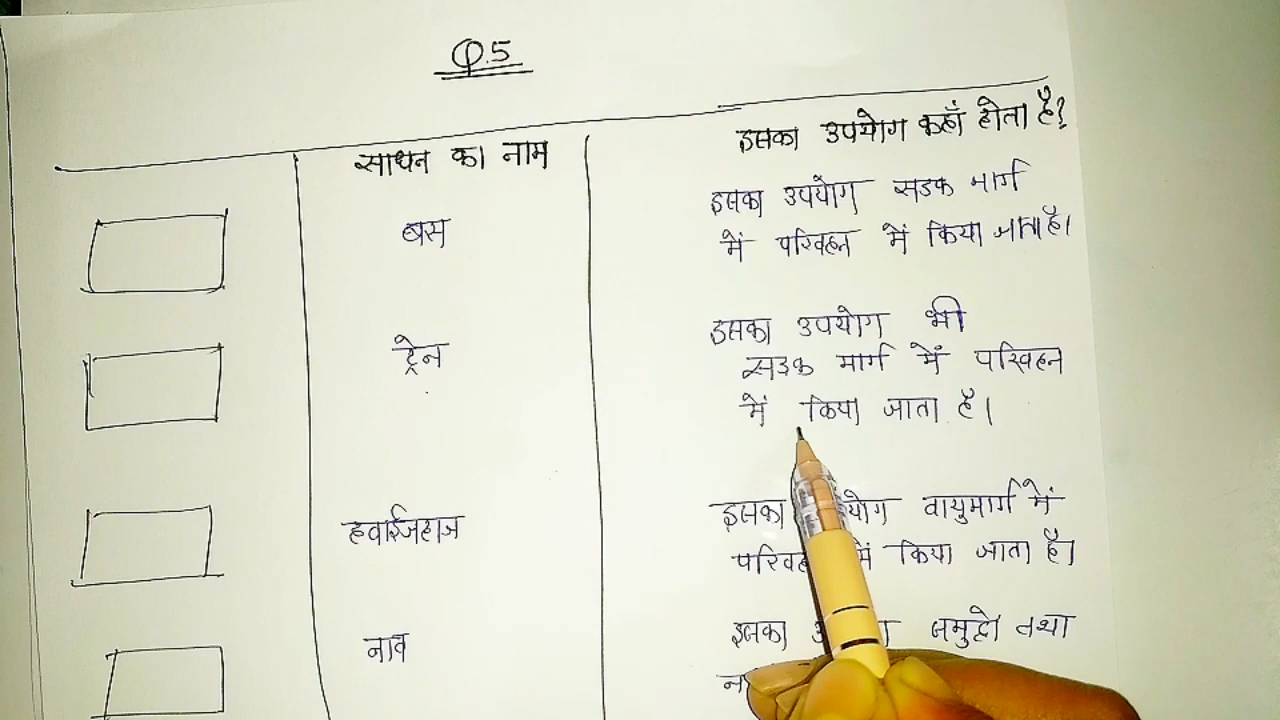 Q.5
साधन का नाम
इसका उपयोग कहाँ होता है?
बस
इसका उपयोग सडक मार्ग
में परिवहन में किया जाता है।
ट्रेन
इसका उपयोग भी
सडक मार्ग में परिवहन
में किया जाता है।
हवाईजहाज
इसका वायुमार्ग में
में किया जाता है।
नाव
इसका समुद्रो तथा